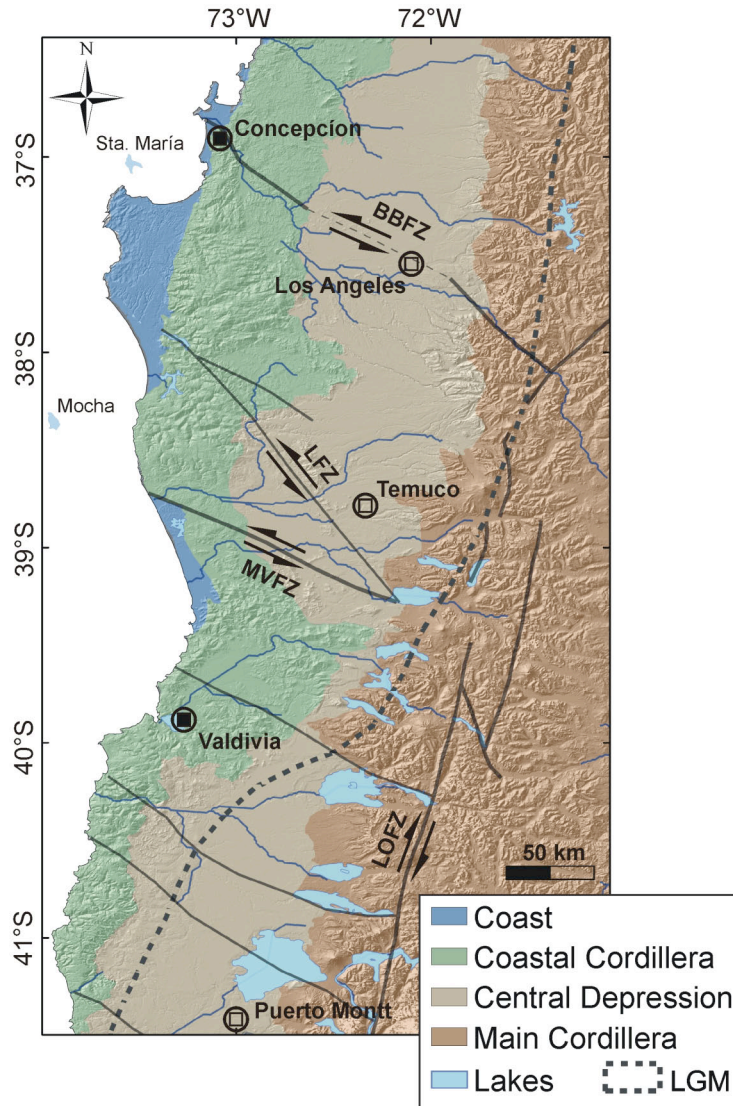 73°W
72°W
N
Concepcíon
Sta. María
37°S
BBFZ
Los Angeles
38°S
Mocha
LFZ
Temuco
39°S
MVFZ
40°S
Valdivia
LOFZ
50 km
41°S
Puerto Montt
Coast
Coastal Cordillera
Central Depression
Main Cordillera
Lakes
LGM